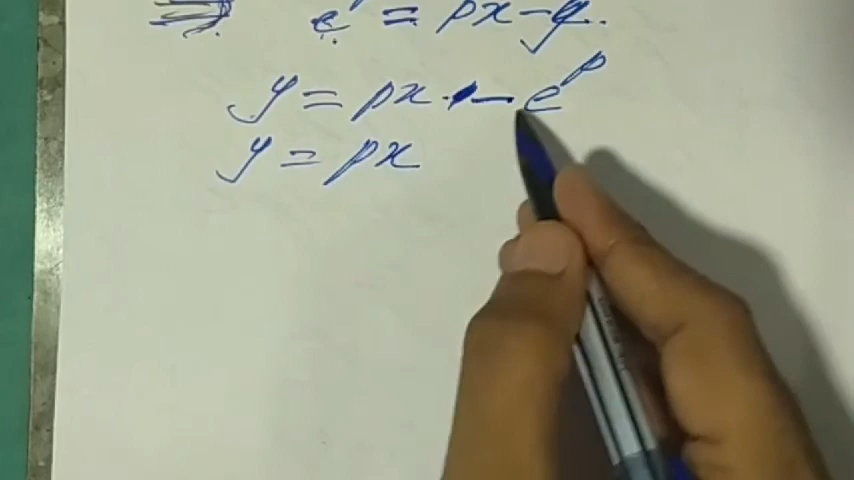 e^p = px - y.
y = px - e^p
y = px